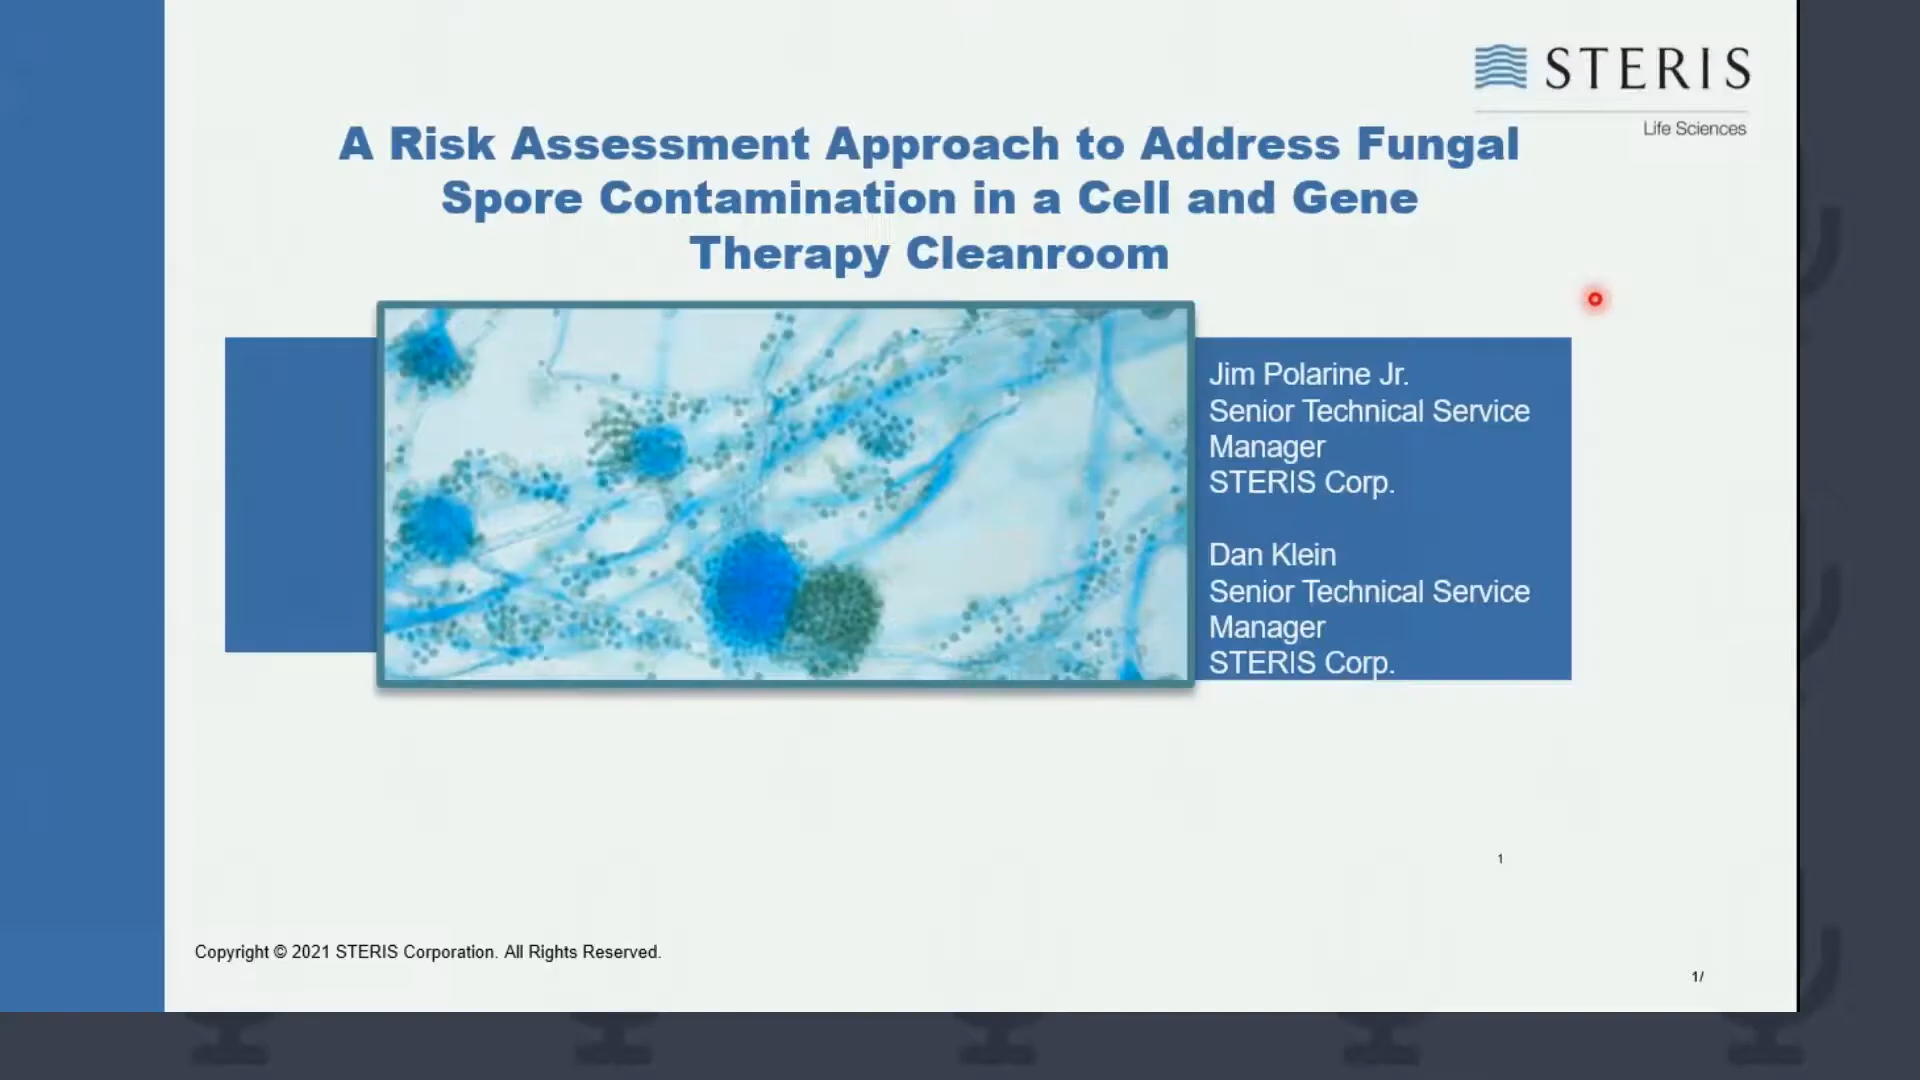 STERIS
Life Sciences
A Risk Assessment Approach to Address Fungal
Spore Contamination in a Cell and Gene
Therapy Cleanroom
Jim Polarine Jr.
Senior Technical Service
Manager
STERIS Corp.
Dan Klein
Senior Technical Service
Manager
STERIS Corp.
1
Copyright © 2021 STERIS Corporation. All Rights Reserved.
1/